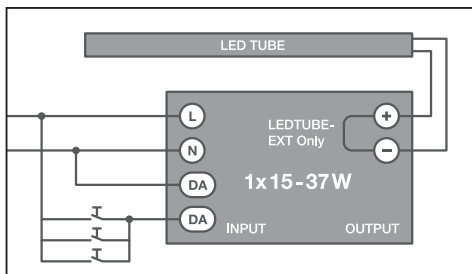 LED TUBE
L
+
LEDTUBE-
EXT Only
N
−
DA
1x15-37W
DA
INPUT
OUTPUT